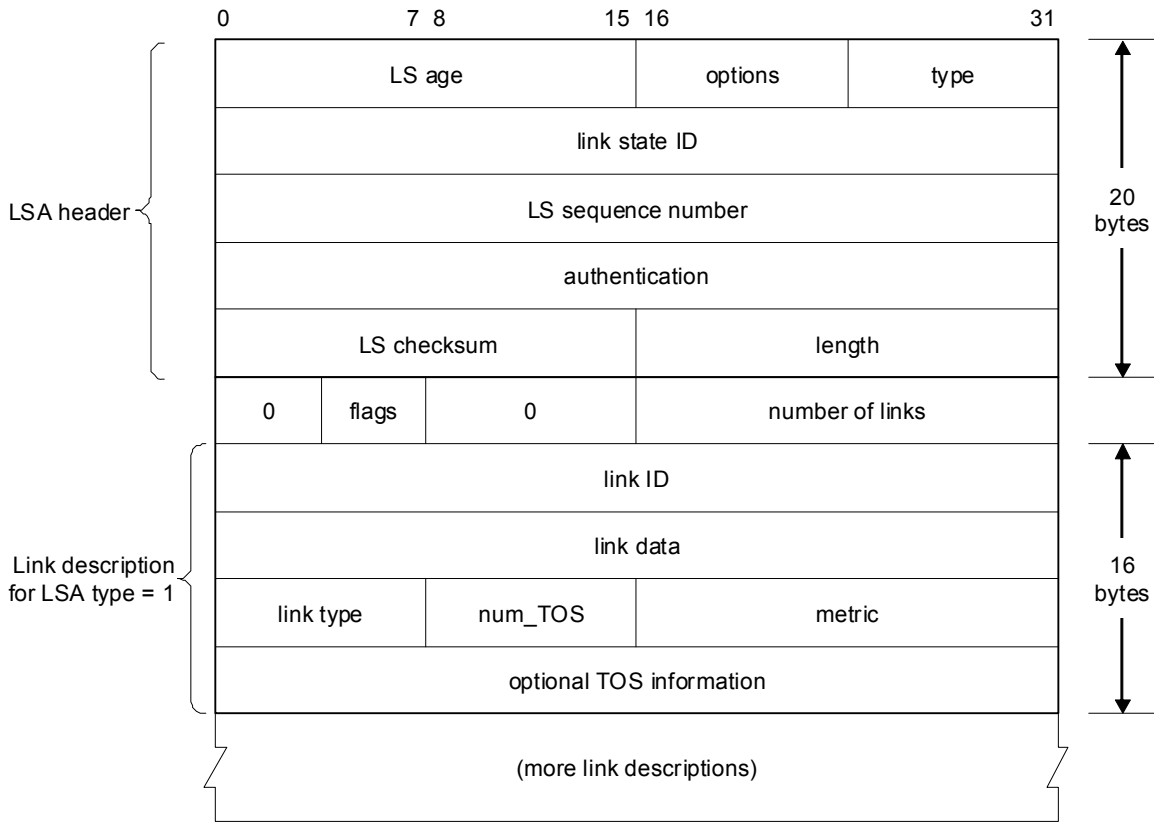 0 7 8 15 16 31
LS age options type
link state ID
LSA header
LS sequence number
20
bytes
authentication
LS checksum length
0 flags 0 number of links
link ID
link data
Link description
for LSA type = 1
16
bytes
link type num_TOS metric
optional TOS information
(more link descriptions)